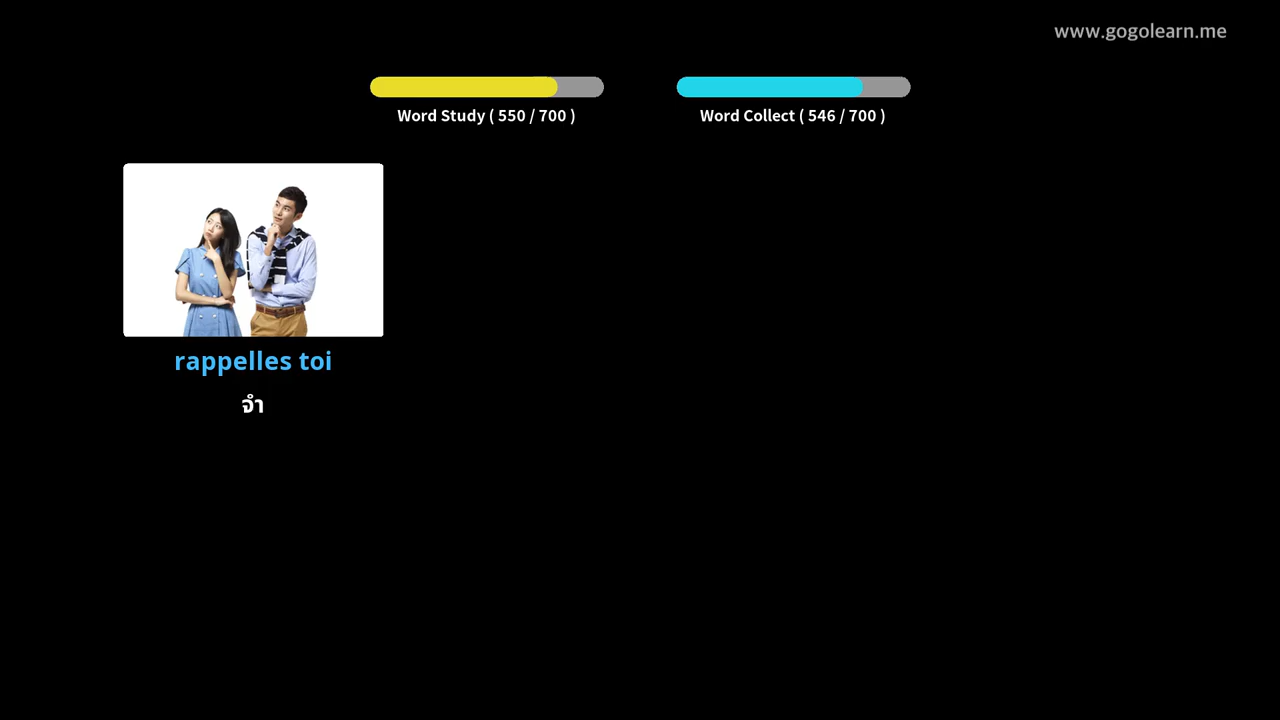 www.gogolearn.me
Word Study ( 550 / 700 )
Word Collect ( 546 / 700 )
rappelles toi
จำ